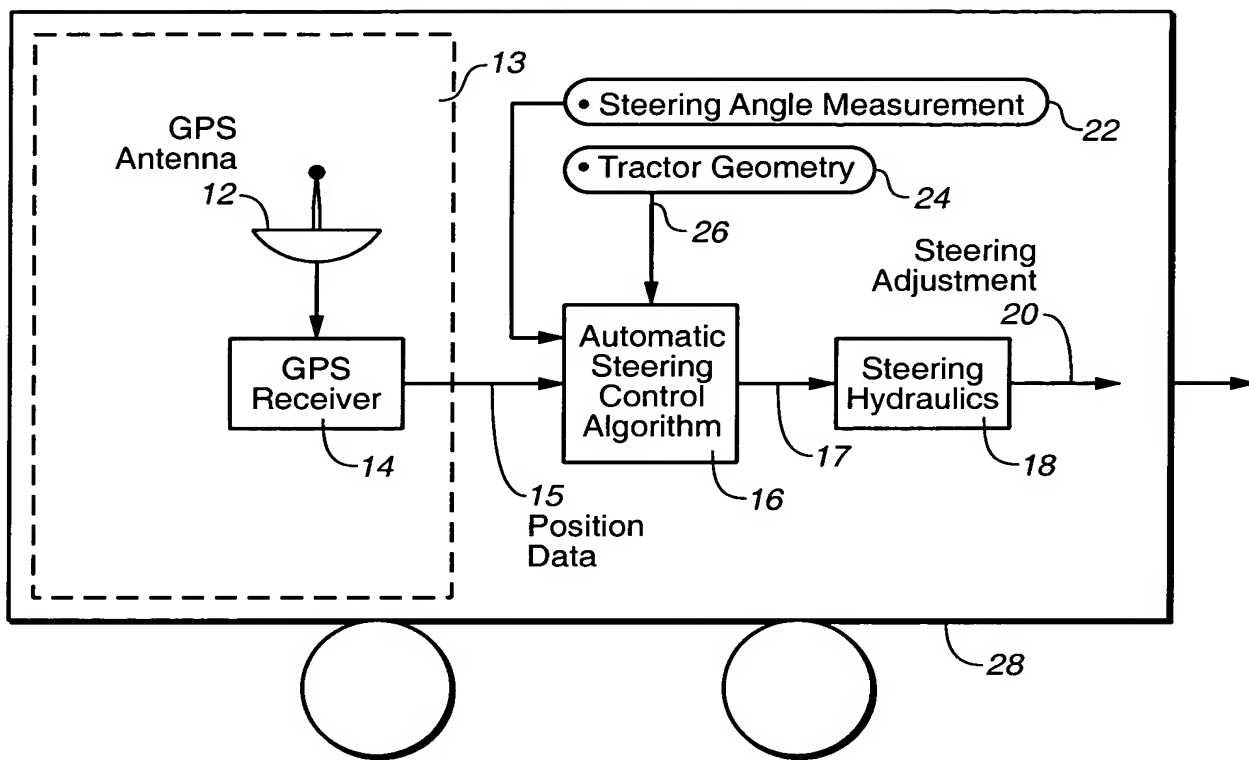 13
Steering Angle Measurement
22
GPS
Antenna
12
Tractor Geometry
24
26
Steering
Adjustment
20
GPS
Receiver
14
Automatic
Steering
Control
Algorithm
16
Steering
Hydraulics
18
17
15
Position
Data
28